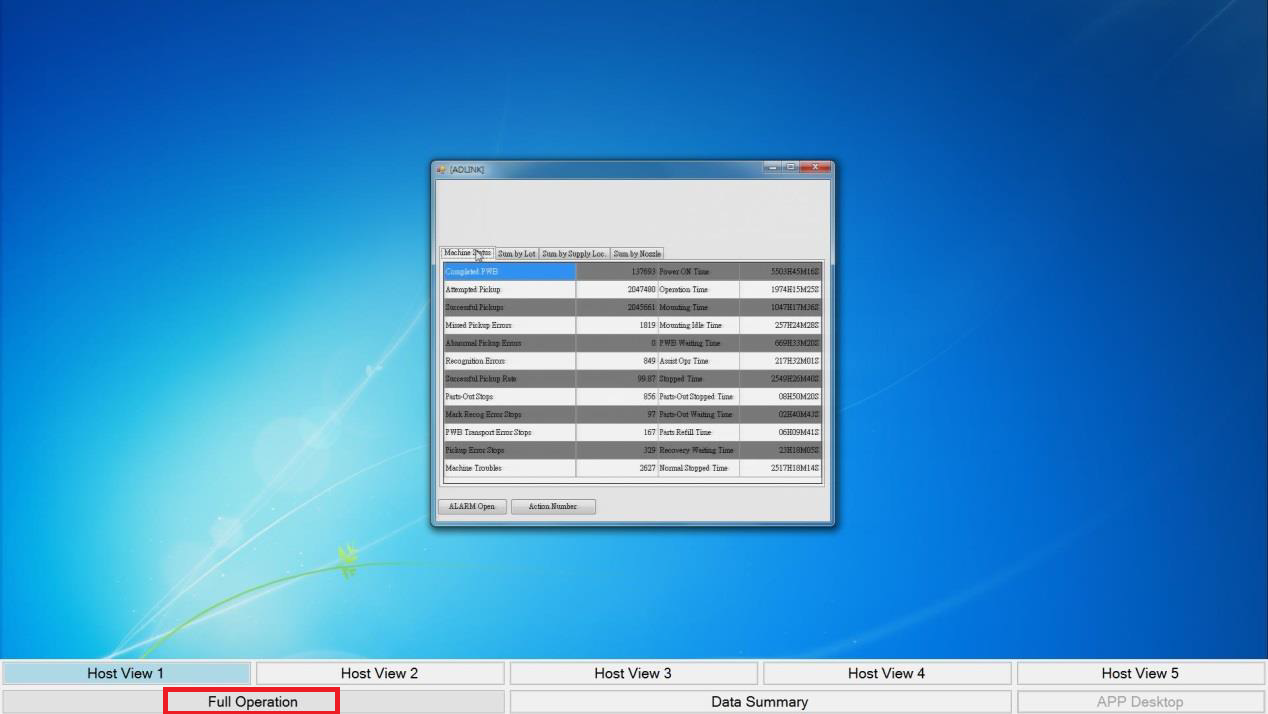 [ADLINK]
Machine Status Sum by Lot Sum by Supply Loc. Sum by Nozzle
Completed PWB 137693 Power ON Time 5503H45M16S
Attempted Pickup 2047480 Operation Time 1974H15M25S
Successful Pickups 2045661 Mounting Time 1047H17M36S
Missed Pickup Errors 1819 Mounting Idle Time 257H24M28S
Abnormal Pickup Errors 0 PWB Waiting Time 669H33M20S
Recognition Errors 849 Assist Opr Time 217H32M01S
Successful Pickup Rate 99.87 Stopped Time 2549H26M40S
Parts-Out Stops 856 Parts-Out Stopped Time 08H50M20S
Mark Recog Error Stops 97 Parts-Out Waiting Time 02H40M43S
PWB Transport Error Stops 167 Parts Refill Time 06H09M41S
Pickup Error Stops 329 Recovery Waiting Time 23H18M05S
Machine Troubles 2627 Normal Stopped Time 2517H18M14S
ALARM Open Action Number
Host View 1 Host View 2 Host View 3 Host View 4 Host View 5
Full Operation Data Summary APP Desktop